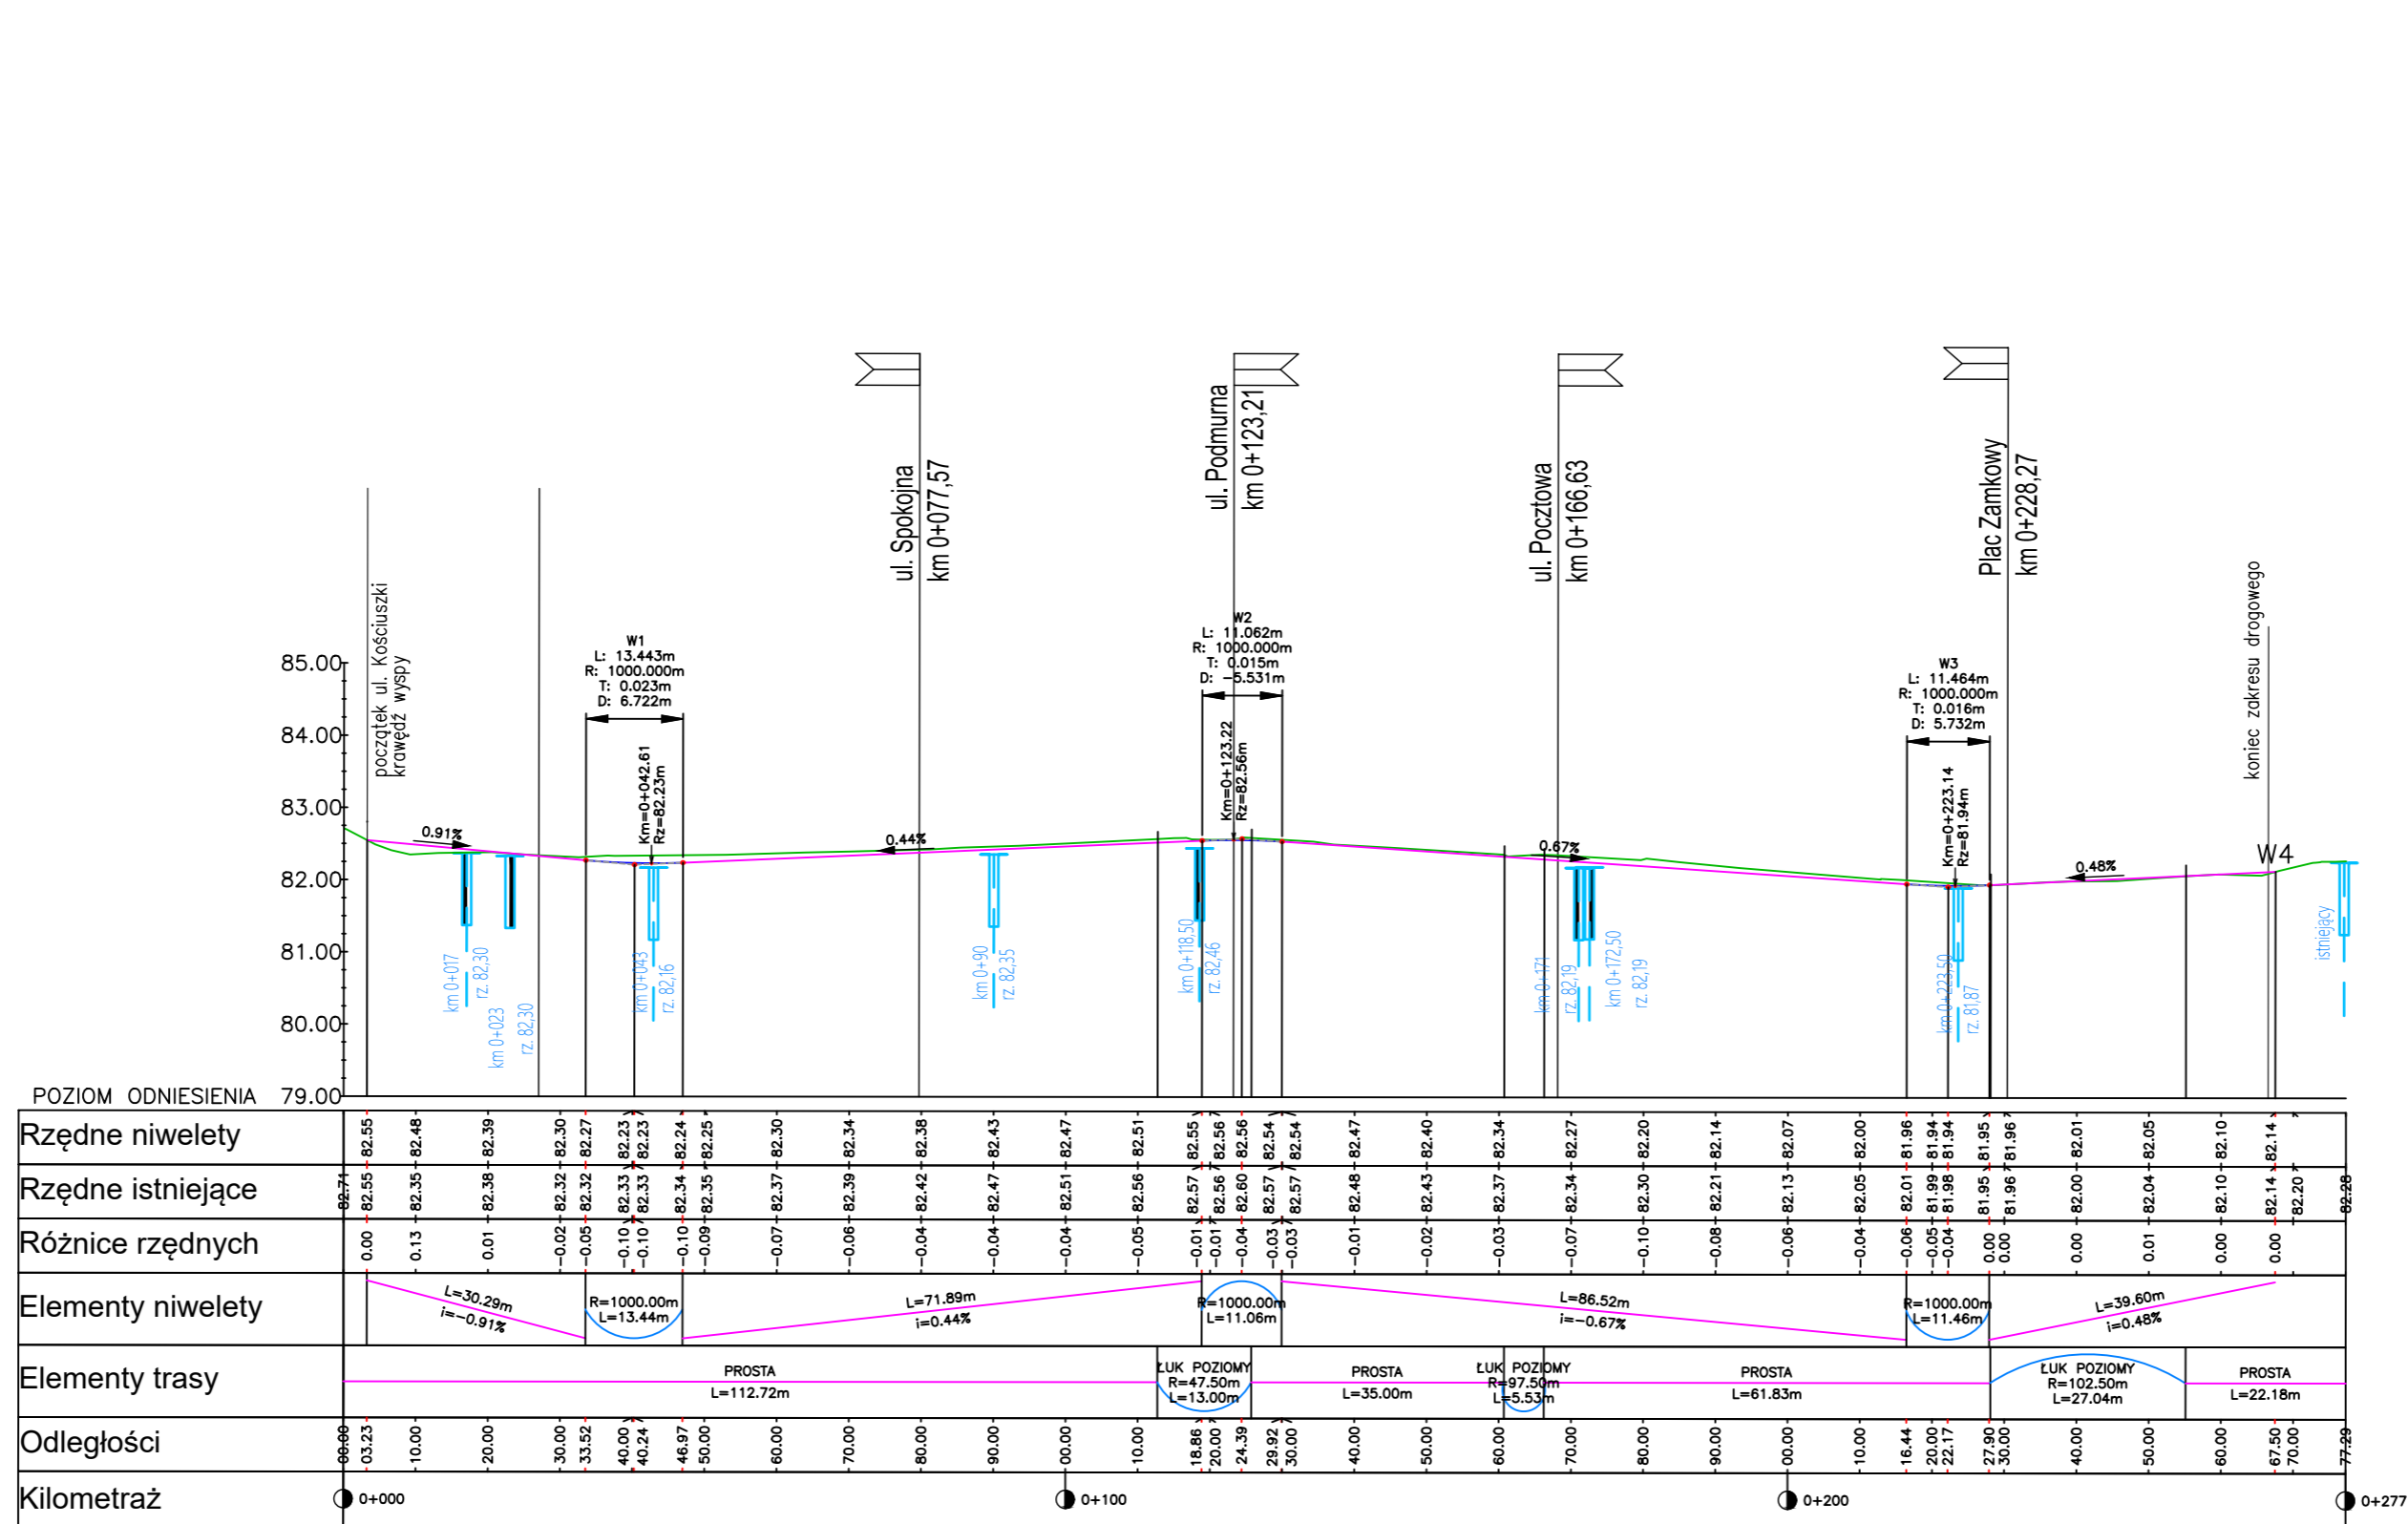 ul. Spokojna
km 0+077,57
ul. Podmurna
km 0+123,21
ul. Pocztowa
km 0+166,63
Plac Zamkowy
km 0+228,27
początek ul. Kościuszki
krawędź wyspy
koniec zakresu drogowego
W1
L: 13.443m
R: 1000.000m
T: 0.023m
D: 6.722m
Km=0+042.61
Rz=82.23m
W2
L: 11.062m
R: 1000.000m
T: 0.015m
D: -5.531m
Km=0+123.22
Rz=82.56m
W3
L: 11.464m
R: 1000.000m
T: 0.016m
D: 5.732m
Km=0+223.14
Rz=81.94m
W4
85.00
84.00
83.00
82.00
81.00
80.00
POZIOM ODNIESIENIA 79.00
0.91%
0.44%
0.67%
0.48%
km 0+017
rz. 82,30
km 0+023
rz. 82,30
km 0+043
rz. 82,16
km 0+90
rz. 82,35
km 0+118,50
rz. 82,46
km 0+171
rz. 82,19
km 0+172,50
rz. 82,19
km 0+223,50
rz. 81,87
istniejący
Rzędne niwelety 82.55 82.48 82.39 82.30 82.27 82.23 82.23 82.24 82.25 82.30 82.34 82.38 82.43 82.47 82.51 82.55 82.56 82.56 82.54 82.54 82.47 82.40 82.34 82.27 82.20 82.14 82.07 82.00 81.96 81.94 81.94 81.95 81.96 82.01 82.05 82.10 82.14
Rzędne istniejące 82.71 82.55 82.35 82.38 82.32 82.32 82.33 82.33 82.34 82.35 82.37 82.39 82.42 82.47 82.51 82.56 82.57 82.56 82.60 82.57 82.57 82.48 82.43 82.37 82.34 82.30 82.21 82.13 82.05 82.01 81.99 81.98 81.95 81.96 82.00 82.04 82.10 82.14 82.20 82.28
Różnice rzędnych 0.00 0.13 0.01 -0.02 -0.05 -0.10 -0.10 -0.10 -0.09 -0.07 -0.06 -0.04 -0.04 -0.04 -0.05 -0.01 -0.01 -0.04 -0.03 -0.03 -0.01 -0.02 -0.03 -0.07 -0.10 -0.08 -0.06 -0.04 -0.06 -0.05 -0.04 0.00 0.00 0.00 0.01 0.00 0.00
Elementy niwelety
L=30.29m
i=-0.91%
R=1000.00m
L=13.44m
L=71.89m
i=0.44%
R=1000.00m
L=11.06m
L=86.52m
i=-0.67%
R=1000.00m
L=11.46m
L=39.60m
i=0.48%
Elementy trasy
PROSTA
L=112.72m
ŁUK POZIOMY
R=47.50m
L=13.00m
PROSTA
L=35.00m
ŁUK POZIOMY
R=97.50m
L=5.53m
PROSTA
L=61.83m
ŁUK POZIOMY
R=102.50m
L=27.04m
PROSTA
L=22.18m
Odległości 00.00 03.23 10.00 20.00 30.00 33.52 40.00 40.24 46.97 50.00 60.00 70.00 80.00 90.00 00.00 10.00 18.86 20.00 24.39 29.92 30.00 40.00 50.00 60.00 70.00 80.00 90.00 00.00 10.00 16.44 20.00 22.17 27.90 30.00 40.00 50.00 60.00 67.50 70.00 77.29
Kilometraż 0+000 0+100 0+200 0+277